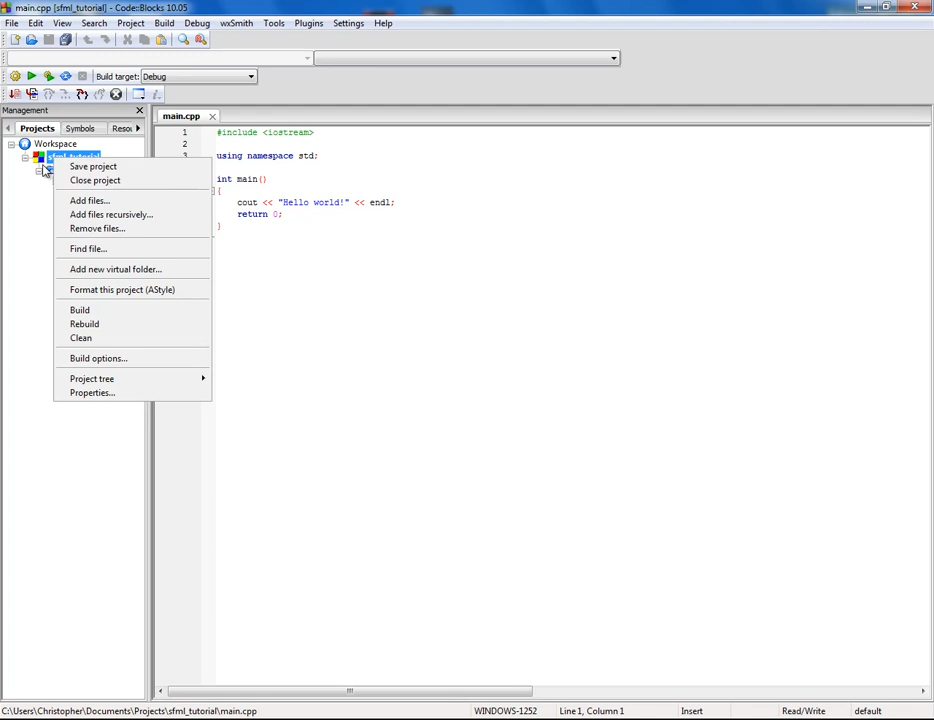 main.cpp [sfml_tutorial] - Code::Blocks 10.05
File Edit View Search Project Build Debug wxSmith Tools Plugins Settings Help
Build target: Debug
Management
Projects Symbols Resou
Workspace
sfml_tutorial
Save project
Close project
Add files...
Add files recursively...
Remove files...
Find file...
Add new virtual folder...
Format this project (AStyle)
Build
Rebuild
Clean
Build options...
Project tree
Properties...
main.cpp
1 #include <iostream>
2
3 using namespace std;
int main()
{
cout << "Hello world!" << endl;
return 0;
}
C:\Users\Christopher\Documents\Projects\sfml_tutorial\main.cpp WINDOWS-1252 Line 1, Column 1 Insert Read/Write default